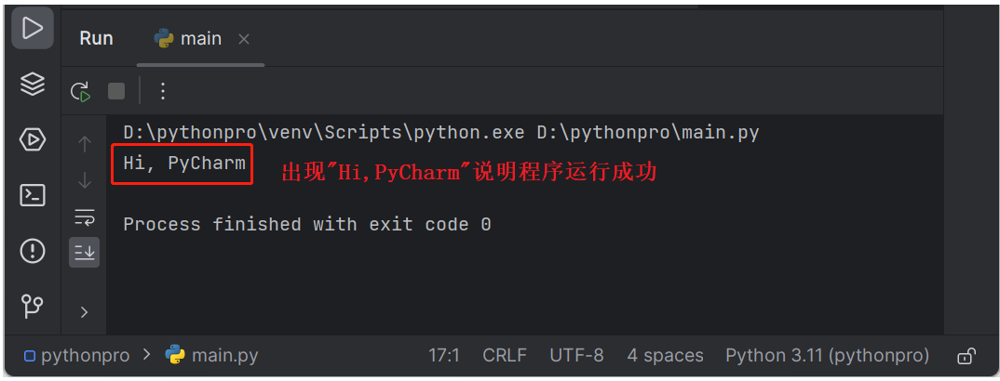 Run main
D:\pythonpro\venv\Scripts\python.exe D:\pythonpro\main.py
Hi, PyCharm
出现"Hi,PyCharm"说明程序运行成功
Process finished with exit code 0
pythonpro > main.py 17:1 CRLF UTF-8 4 spaces Python 3.11 (pythonpro)